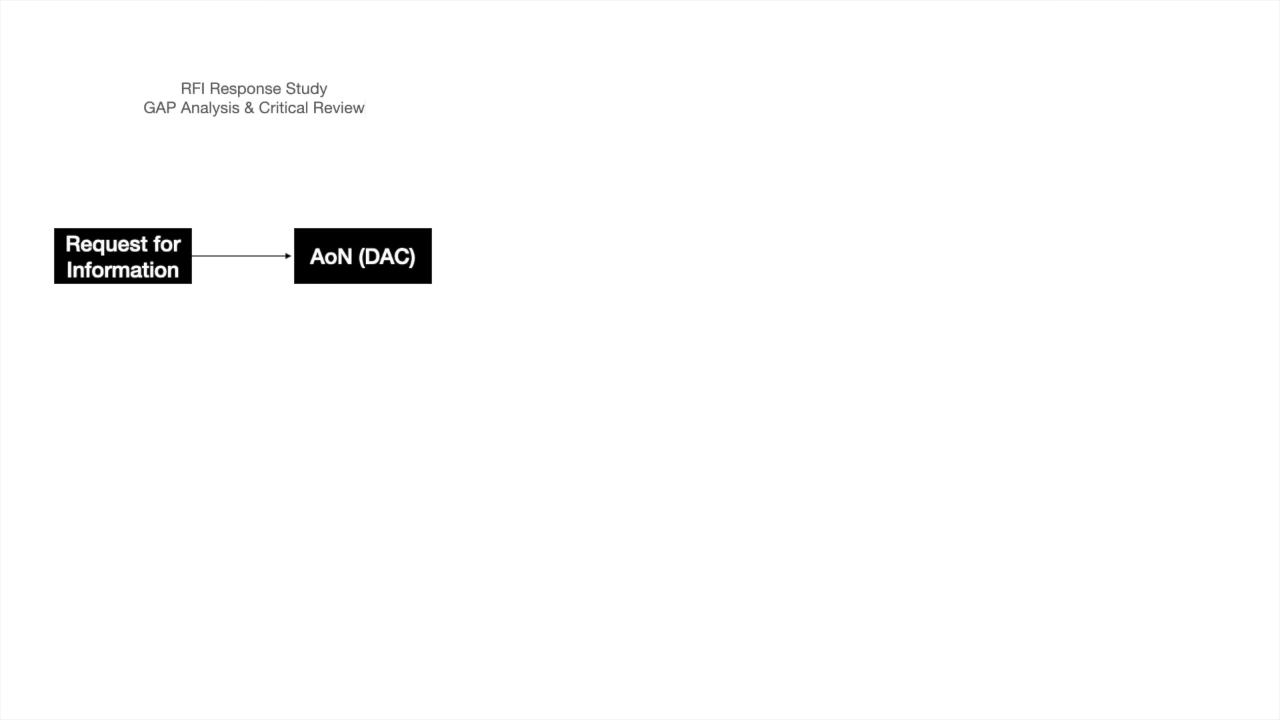 RFI Response Study
GAP Analysis & Critical Review
Request for
Information
AoN (DAC)